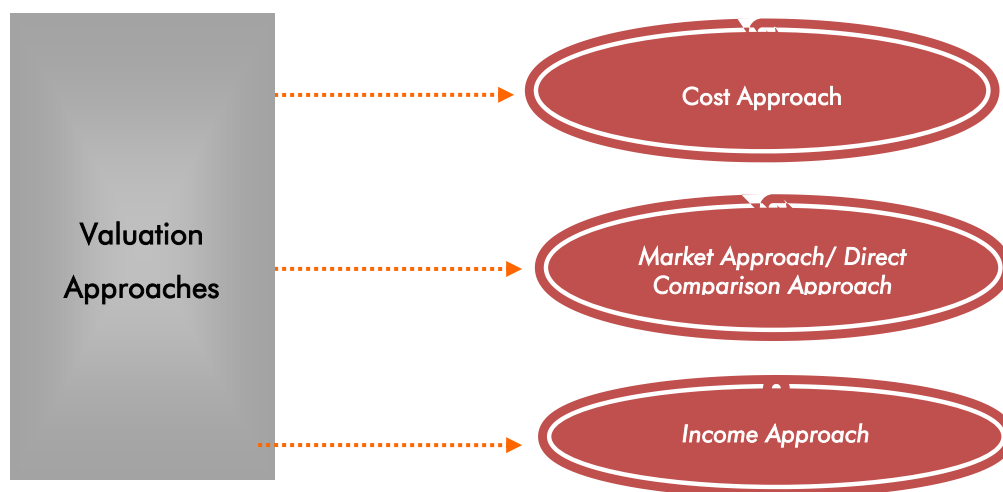 Valuation
Approaches
Cost Approach
Market Approach/ Direct
Comparison Approach
Income Approach